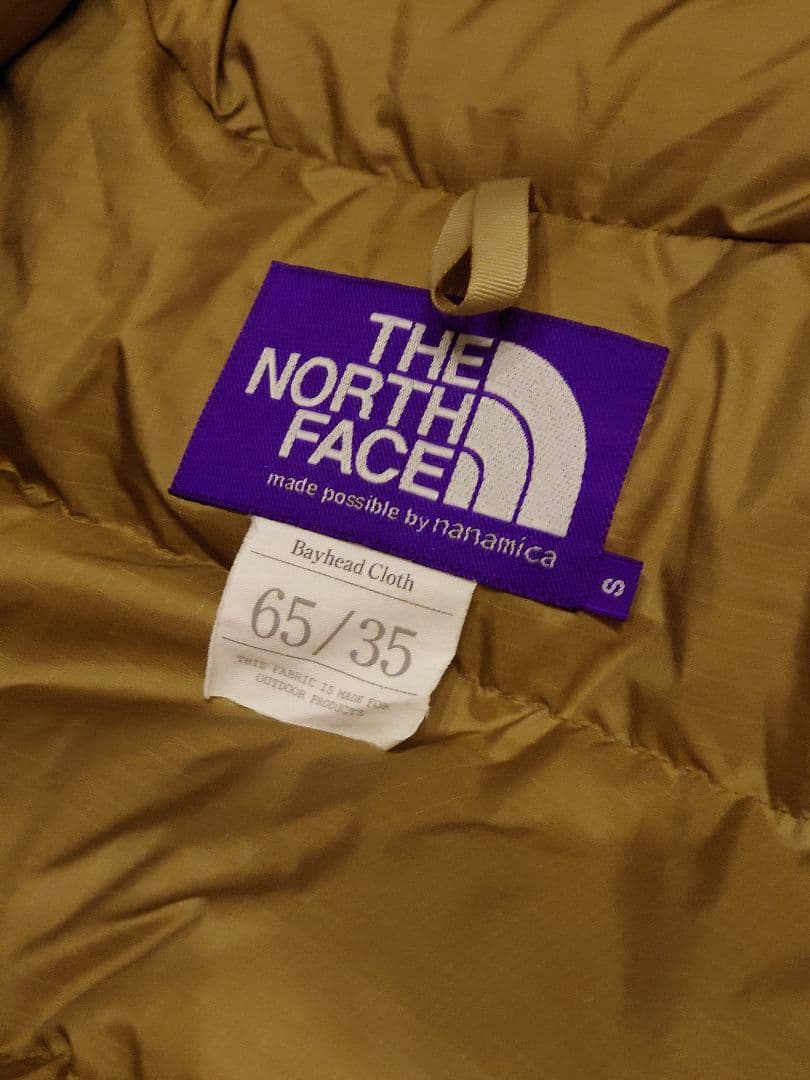 THE
NORTH
FACE
made possible by nanamica
S
Bayhead Cloth
65/35
THIS FABRIC IS MADE FOR
OUTDOOR PRODUCTS